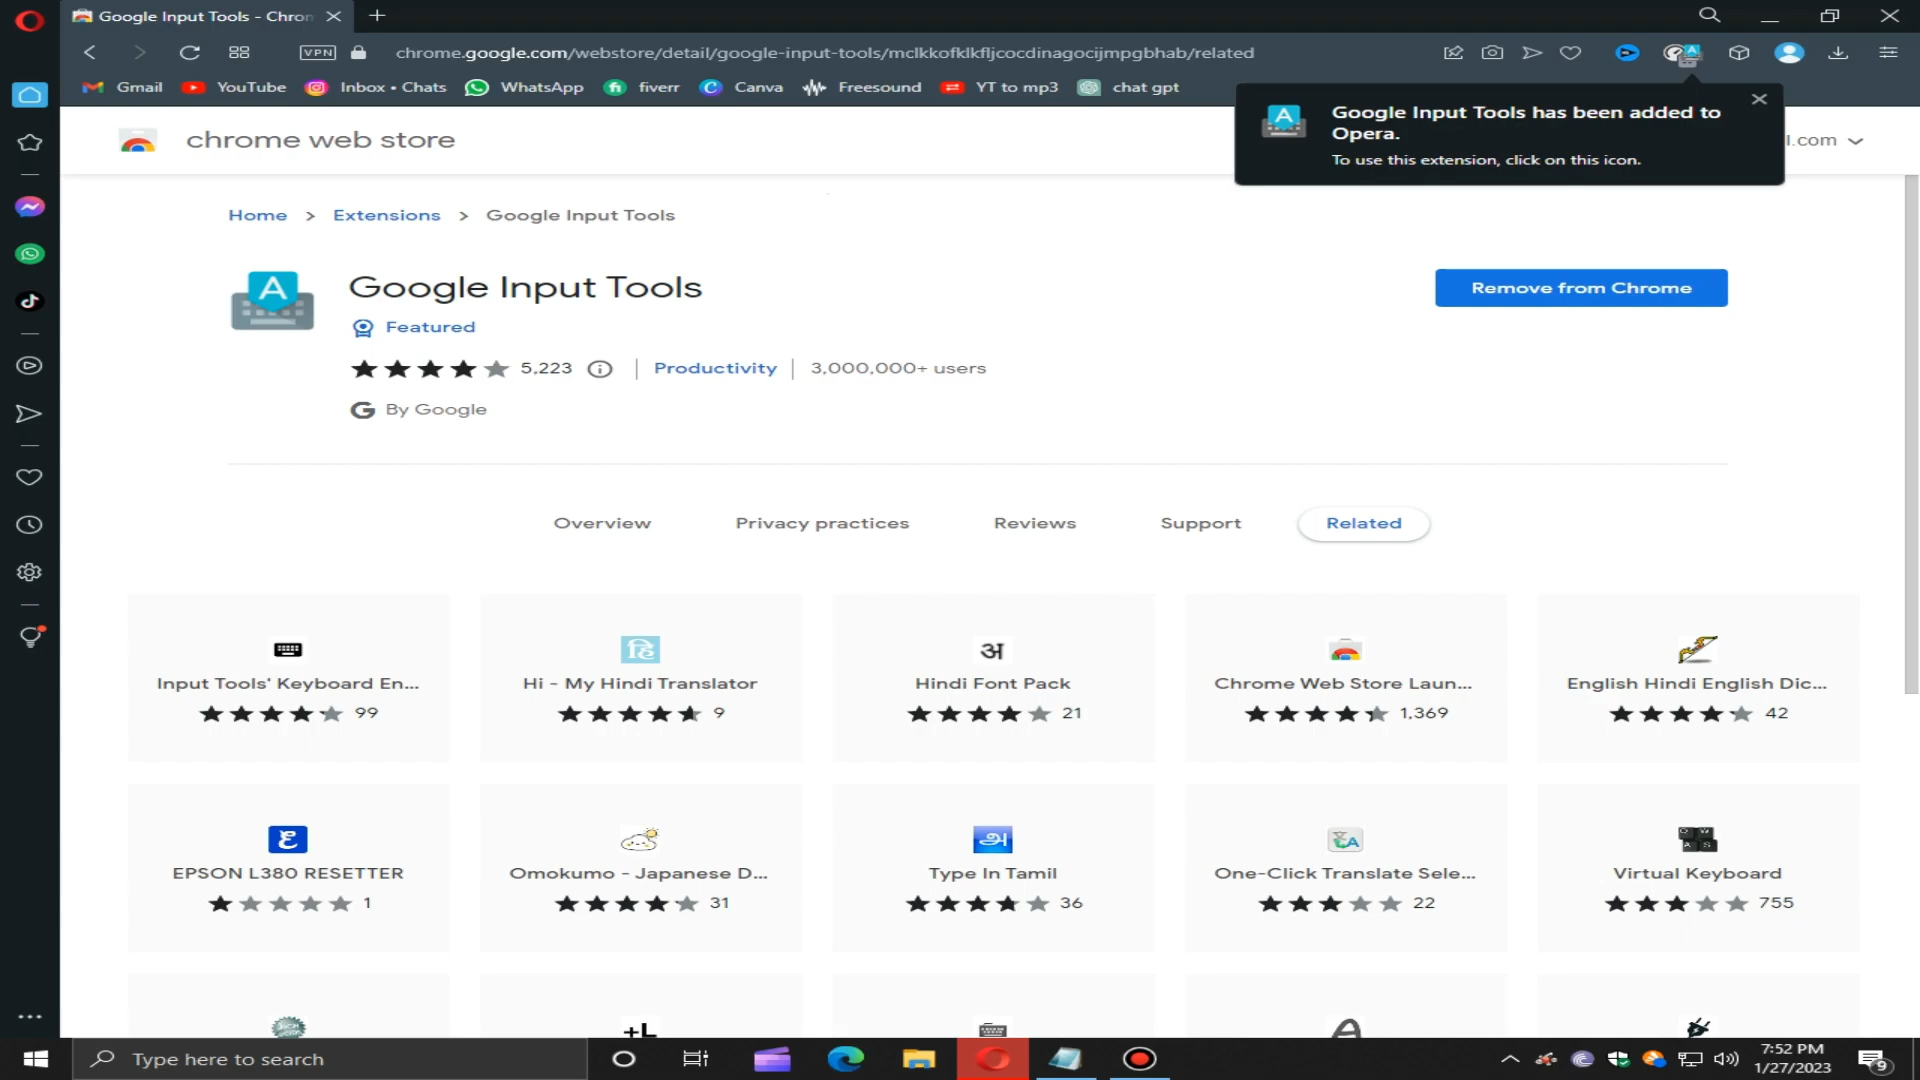 Google Input Tools - Chrom
VPN
chrome.google.com/webstore/detail/google-input-tools/mclkkofklkfljcocdinagocijmpgbhab/related
Gmail
YouTube
Inbox • Chats
WhatsApp
fiverr
Canva
Freesound
YT to mp3
chat gpt
Google Input Tools has been added to
Opera.
To use this extension, click on this icon.
chrome web store
l.com
Home > Extensions > Google Input Tools
Google Input Tools
Remove from Chrome
Featured
5,223 | Productivity | 3,000,000+ users
By Google
Overview
Privacy practices
Reviews
Support
Related
Input Tools' Keyboard En...
99
हि
Hi - My Hindi Translator
9
अ
Hindi Font Pack
21
Chrome Web Store Laun...
1,369
English Hindi English Dic...
42
EPSON L380 RESETTER
1
Omokumo - Japanese D...
31
அ
Type In Tamil
36
One-Click Translate Sele...
22
Virtual Keyboard
755
+L
Type here to search
7:52 PM
1/27/2023
9